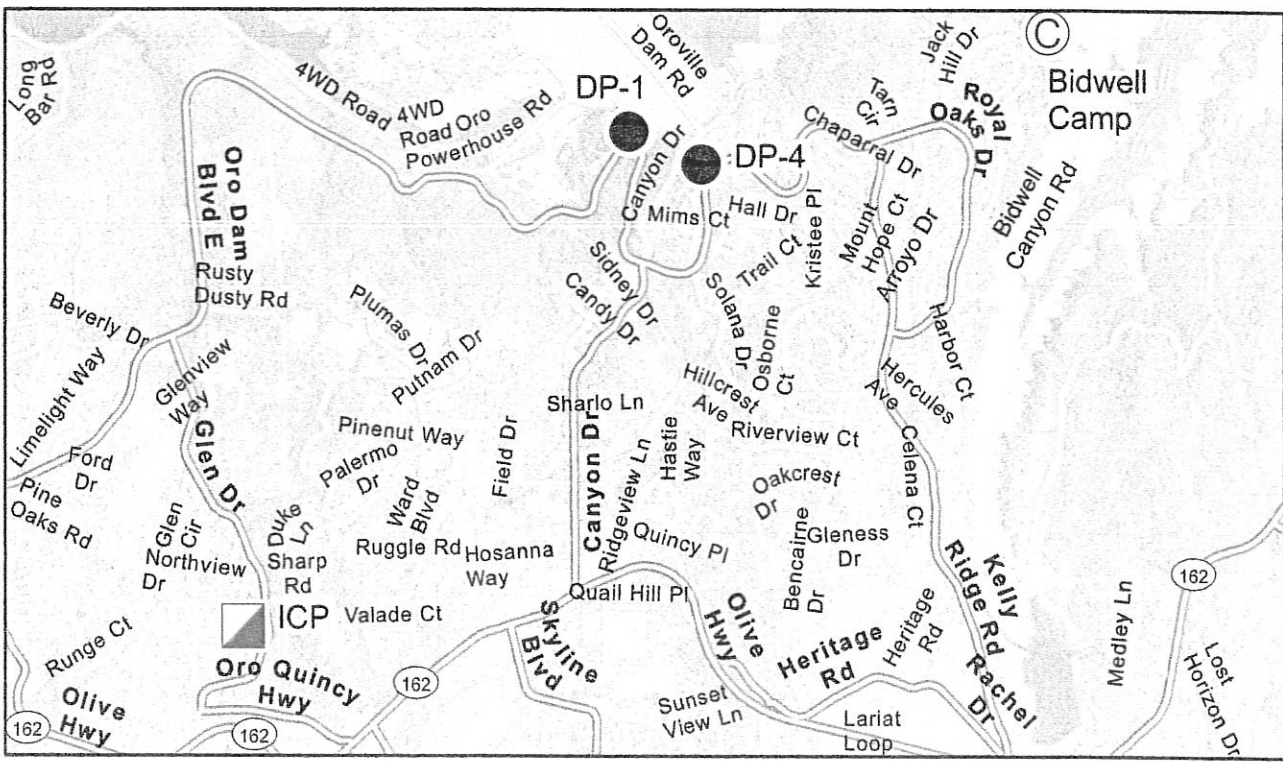 Long
Bar Rd
4WD Road
4WD
Road Oro
Powerhouse Rd
DP-1
Oroville
Dam Rd
Canyon Dr
DP-4
Tarn
Cir
Chaparral Dr
Jack
Hill Dr
Royal
Oaks Dr
C
Bidwell
Camp
Bidwell
Canyon Rd
Oro Dam
Blvd E
Rusty
Dusty Rd
Mims Ct
Hall Dr
Trail Ct
Kristee Pl
Mount
Hope Ct
Arroyo Dr
Harbor Ct
Beverly Dr
Limelight Way
Glenview
Way
Plumas Dr
Putnam Dr
Sidney Dr
Candy Dr
Solana Dr
Osborne
Ct
Hercules
Ave
Celena Ct
Sharlo Ln
Hillcrest
Ave
Riverview Ct
Glen Dr
Pinenut Way
Palermo
Dr
Field Dr
Canyon Dr
Ridgeview Ln
Hastie
Way
Oakcrest
Dr
Gleness
Dr
Bencairne
Dr
Ford
Dr
Pine
Oaks Rd
Glen
Cir
Northview
Dr
Duke
Ln
Sharp
Rd
Ward
Blvd
Ruggle Rd
Hosanna
Way
Quincy Pl
Quail Hill Pl
Kelly
Ridge Rd
162
Medley Ln
Lost
Horizon Dr
ICP
Valade Ct
Skyline
Blvd
Olive
Hwy
Heritage
Rd
Heritage
Rd
Rachel
Dr
Runge Ct
Olive
Hwy
162
Oro Quincy
Hwy
162
162
Sunset
View Ln
Lariat
Loop